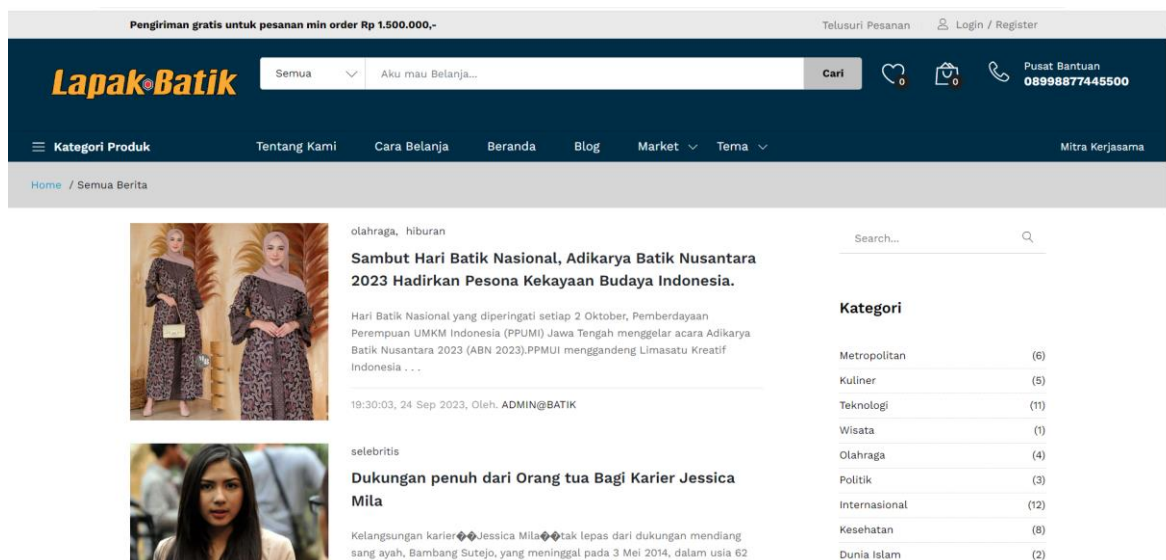 Pengiriman gratis untuk pesanan min order Rp 1.500.000,-
Telusuri Pesanan
Login / Register
Lapak Batik
Semua
Aku mau Belanja...
Cari
0
0
Pusat Bantuan
08998877445500
Kategori Produk
Tentang Kami
Cara Belanja
Beranda
Blog
Market
Tema
Mitra Kerjasama
Home / Semua Berita
olahraga, hiburan
Sambut Hari Batik Nasional, Adikarya Batik Nusantara
2023 Hadirkan Pesona Kekayaan Budaya Indonesia.
Hari Batik Nasional yang diperingati setiap 2 Oktober, Pemberdayaan
Perempuan UMKM Indonesia (PPUMI) Jawa Tengah menggelar acara Adikarya
Batik Nusantara 2023 (ABN 2023).PPMUI menggandeng Limasatu Kreatif
Indonesia . . .
19:30:03, 24 Sep 2023, Oleh. ADMIN@BATIK
selebritis
Dukungan penuh dari Orang tua Bagi Karier Jessica
Mila
Kelangsungan karier��Jessica Mila��tak lepas dari dukungan mendiang
sang ayah, Bambang Sutejo, yang meninggal pada 3 Mei 2014, dalam usia 62
Search...
Kategori
Metropolitan (6)
Kuliner (5)
Teknologi (11)
Wisata (1)
Olahraga (4)
Politik (3)
Internasional (12)
Kesehatan (8)
Dunia Islam (2)